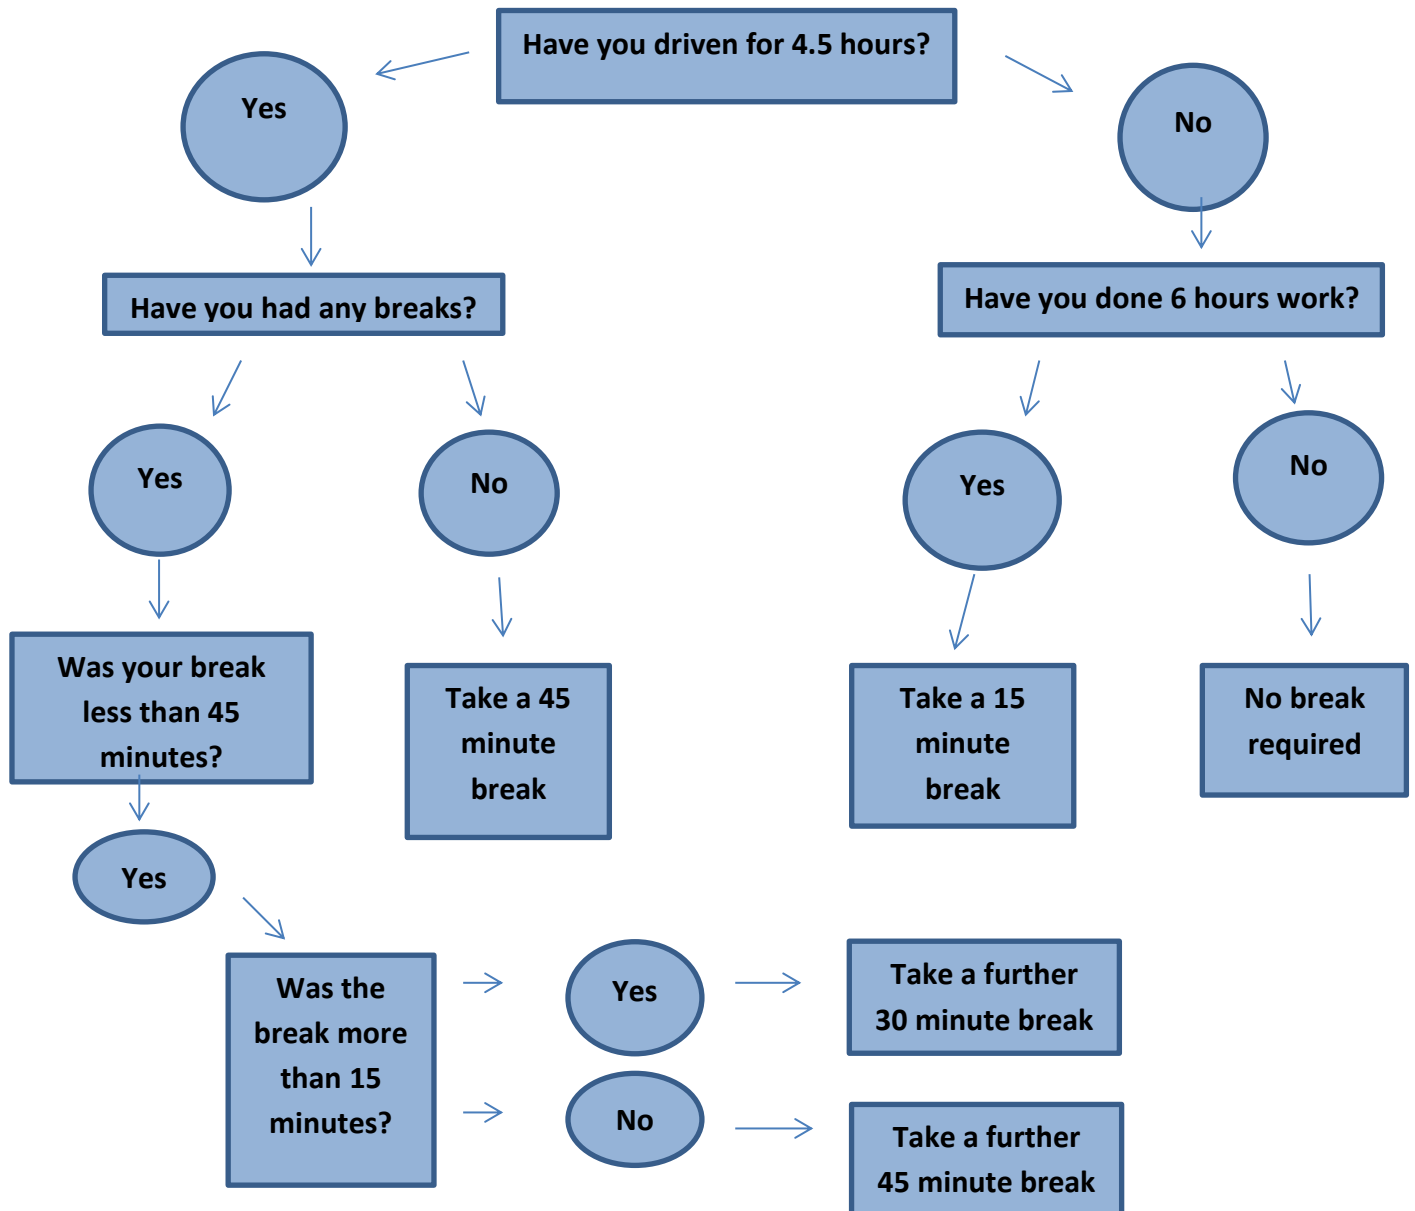 Have you driven for 4.5 hours?
Yes
No
Have you had any breaks?
Have you done 6 hours work?
Yes
No
Yes
No
Was your break
less than 45
minutes?
Take a 45
minute
break
Take a 15
minute
break
No break
required
Yes
Was the
break more
than 15
minutes?
Yes
Take a further
30 minute break
No
Take a further
45 minute break